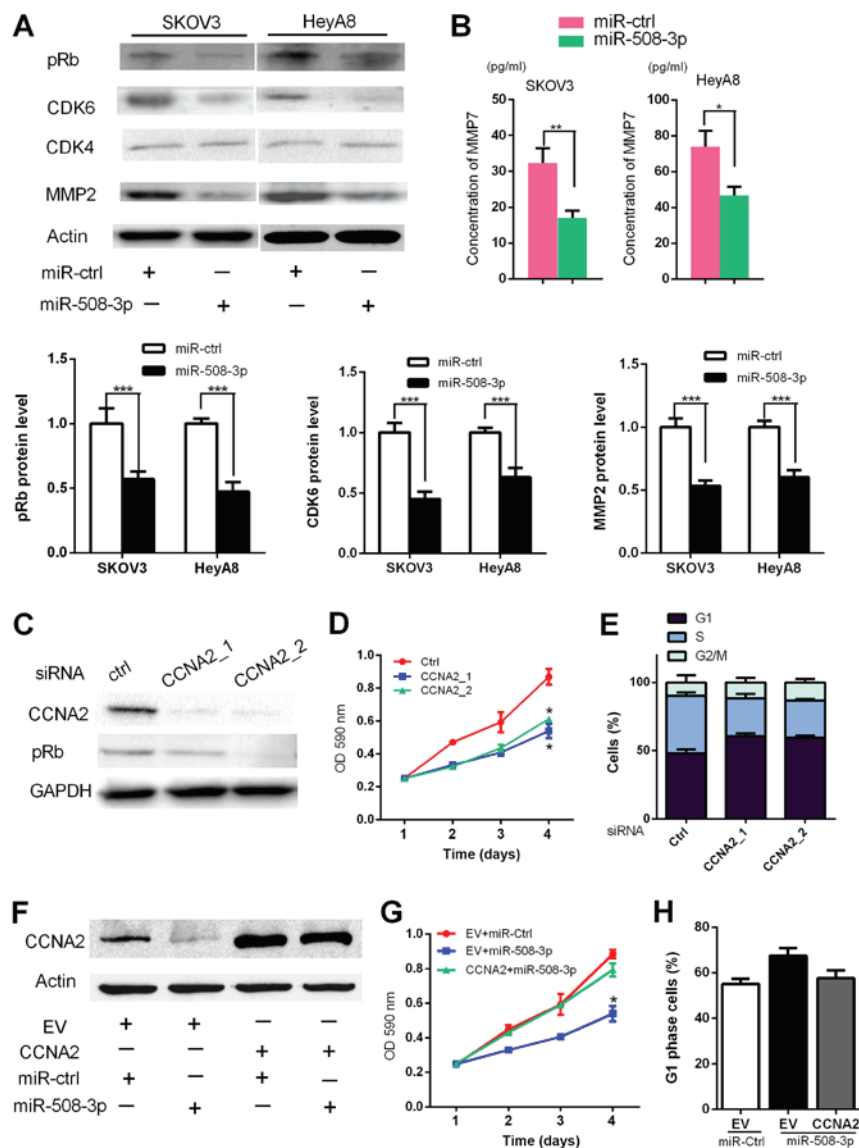 A
SKOV3 HeyA8
pRb
CDK6
CDK4
MMP2
Actin
miR-ctrl + — + —
miR-508-3p — + — +
B
miR-ctrl
miR-508-3p
(pg/ml) (pg/ml)
SKOV3 HeyA8
Concentration of MMP7
50
40
30
20
10
0
**
Concentration of MMP7
100
80
60
40
20
0
*
miR-ctrl
miR-508-3p
pRb protein level
1.5
1.0
0.5
0.0
*** ***
SKOV3 HeyA8
miR-ctrl
miR-508-3p
CDK6 protein level
1.5
1.0
0.5
0.0
*** ***
SKOV3 HeyA8
miR-ctrl
miR-508-3p
MMP2 protein level
1.5
1.0
0.5
0.0
*** ***
SKOV3 HeyA8
C
siRNA ctrl CCNA2_1 CCNA2_2
CCNA2
pRb
GAPDH
D
Ctrl
CCNA2_1
CCNA2_2
OD 590 nm
1.0
0.8
0.6
0.4
0.2
0.0
*
*
1 2 3 4
Time (days)
E
G1
S
G2/M
Cells (%)
100
50
0
siRNA Ctrl CCNA2_1 CCNA2_2
F
CCNA2
Actin
EV + + — —
CCNA2 — — + +
miR-ctrl + — + —
miR-508-3p — + — +
G
EV+miR-Ctrl
EV+miR-508-3p
CCNA2+miR-508-3p
OD 590 nm
1.0
0.8
0.6
0.4
0.2
0.0
*
1 2 3 4
Time (days)
H
G1 phase cells (%)
80
60
40
20
0
EV EV CCNA2
miR-Ctrl miR-508-3p